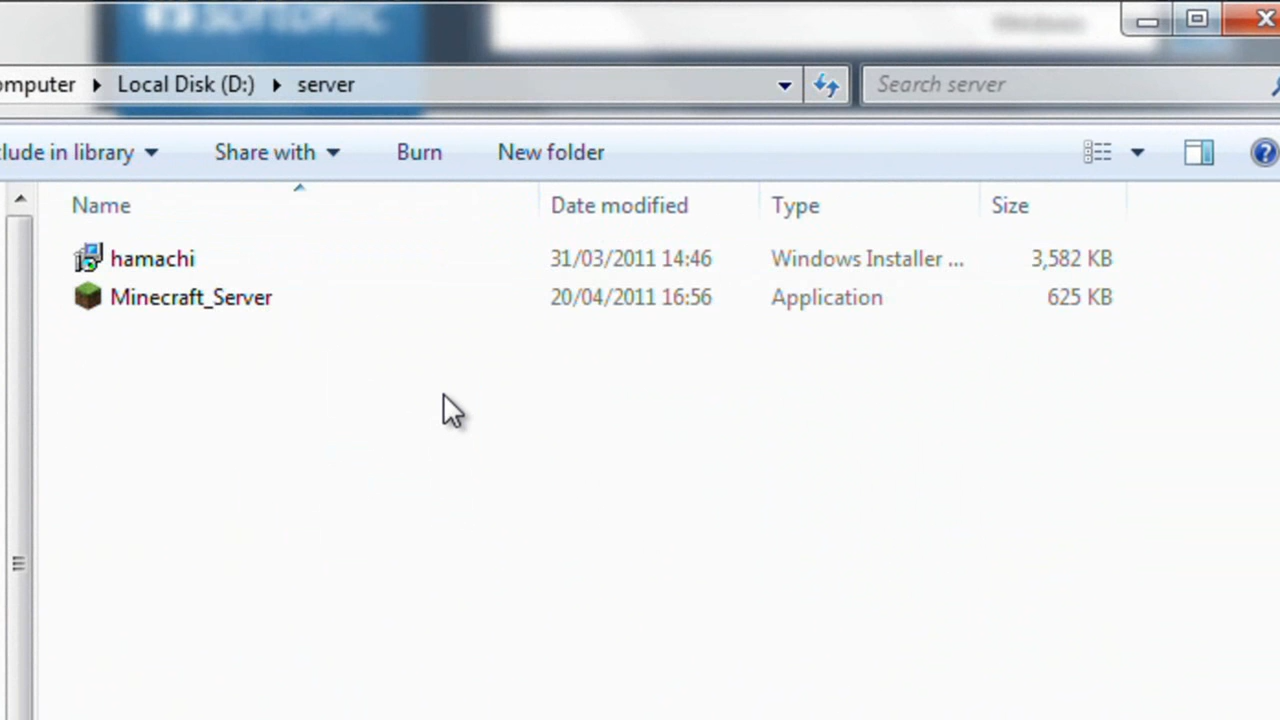 omputer Local Disk (D:) server Search server
lude in library Share with Burn New folder
Name Date modified Type Size
hamachi 31/03/2011 14:46 Windows Installer ... 3,582 KB
Minecraft_Server 20/04/2011 16:56 Application 625 KB